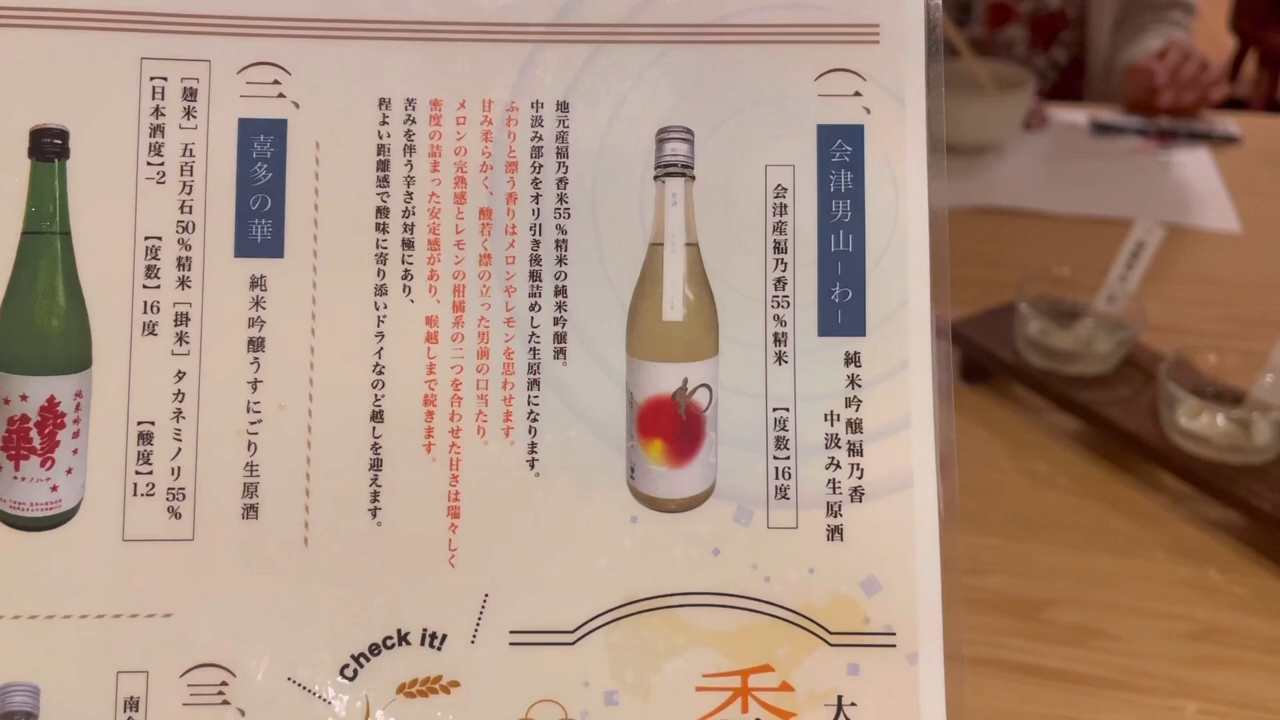 (一、
会津男山ーわー
純米吟醸福乃香
中汲み生原酒
会津産福乃香55%精米 【度数】16度
わ
地元産福乃香米55%精米の純米吟醸酒。
中汲み部分をオリ引き後瓶詰めした生原酒になります。
ふわりと漂う香りはメロンやレモンを思わせます。
甘み柔らかく、酸若く襟の立った男前の口当たり。
メロンの完熟感とレモンの柑橘系の二つを合わせた甘さは瑞々しく
密度の詰まった安定感があり、喉越しまで続きます。
苦みを伴う辛さが対極にあり、
程よい距離感で酸味に寄り添いドライなのど越しを迎えます。
(二、
喜多の華
純米吟醸うすにごり生原酒
[麹米] 五百万石50%精米 [掛米] タカネミノリ55%
【日本酒度】−2 【度数】16度 【酸度】1.2
純米吟醸
喜多の華
キタノハナ
Check it!
(三、
南